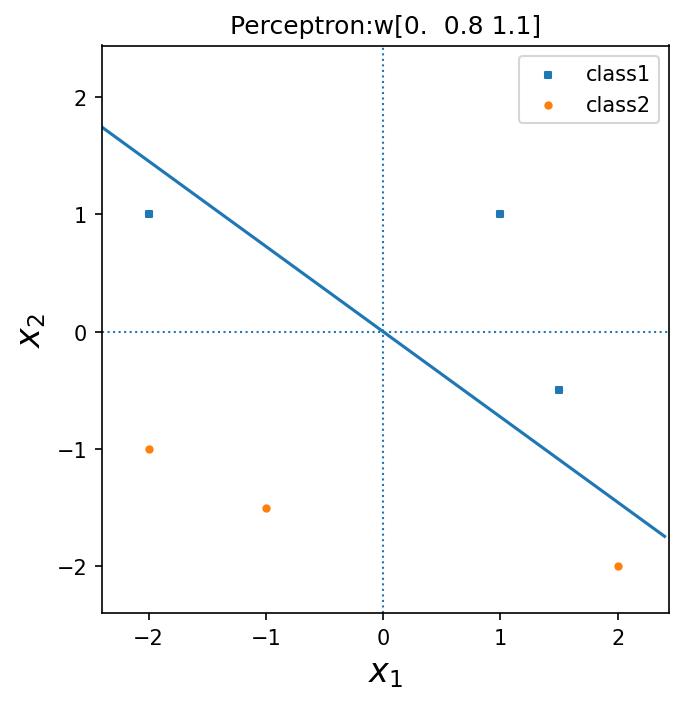 Perceptron:w[0.  0.8 1.1]
class1
class2
2
1
0
−1
−2
x₂
−2
−1
0
1
2
x₁